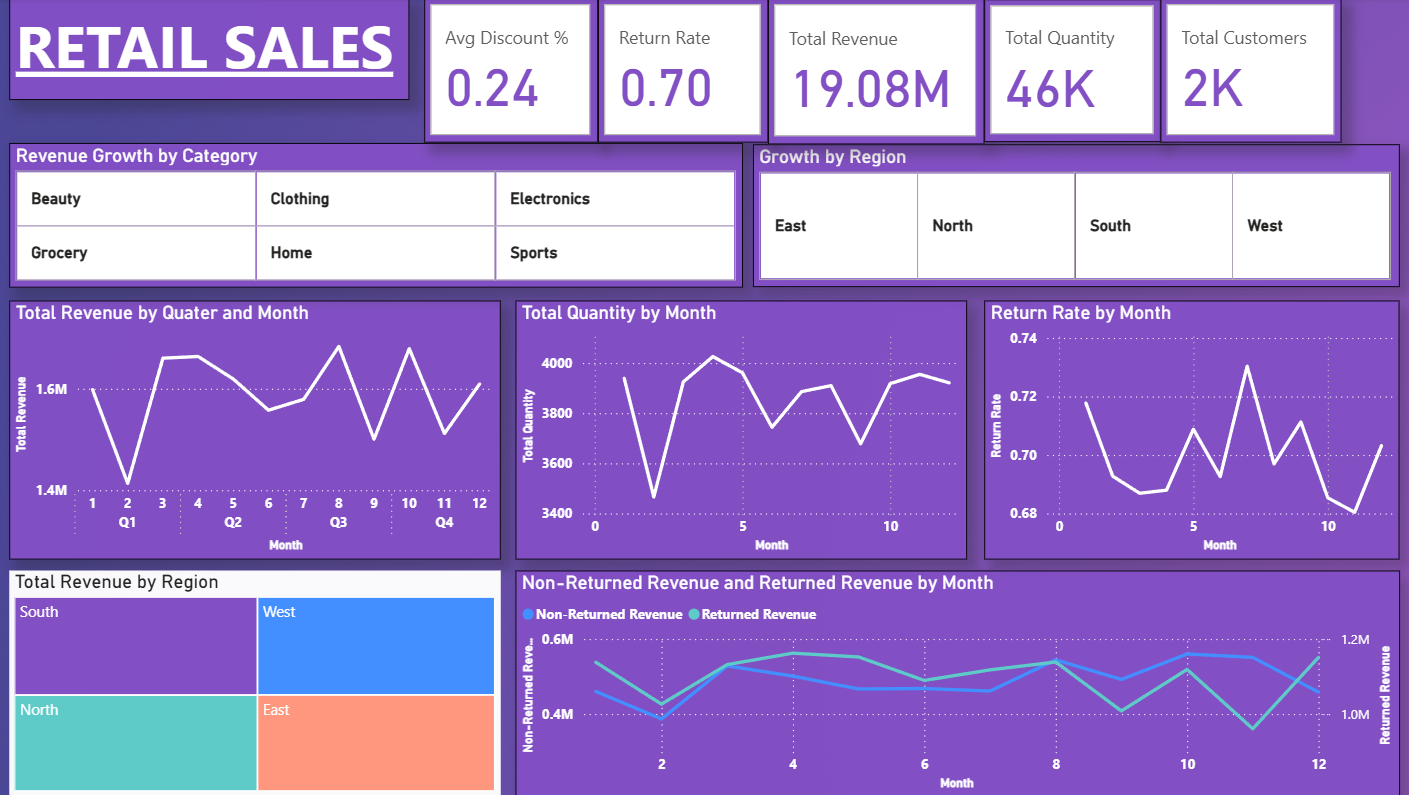 RETAIL SALES
Avg Discount %
0.24
Return Rate
0.70
Total Revenue
19.08M
Total Quantity
46K
Total Customers
2K
Revenue Growth by Category
Beauty
Clothing
Electronics
Grocery
Home
Sports
Growth by Region
East
North
South
West
Total Revenue by Quater and Month
Total Revenue
1.6M
1.4M
1 2 3 4 5 6 7 8 9 10 11 12
Q1 Q2 Q3 Q4
Month
Total Quantity by Month
Total Quantity
4000
3800
3600
3400
0 5 10
Month
Return Rate by Month
Return Rate
0.74
0.72
0.70
0.68
0 5 10
Month
Total Revenue by Region
South
West
North
East
Non-Returned Revenue and Returned Revenue by Month
Non-Returned Revenue Returned Revenue
Non-Returned Reve...
0.6M
0.4M
1.2M
1.0M
Returned Revenue
2 4 6 8 10 12
Month